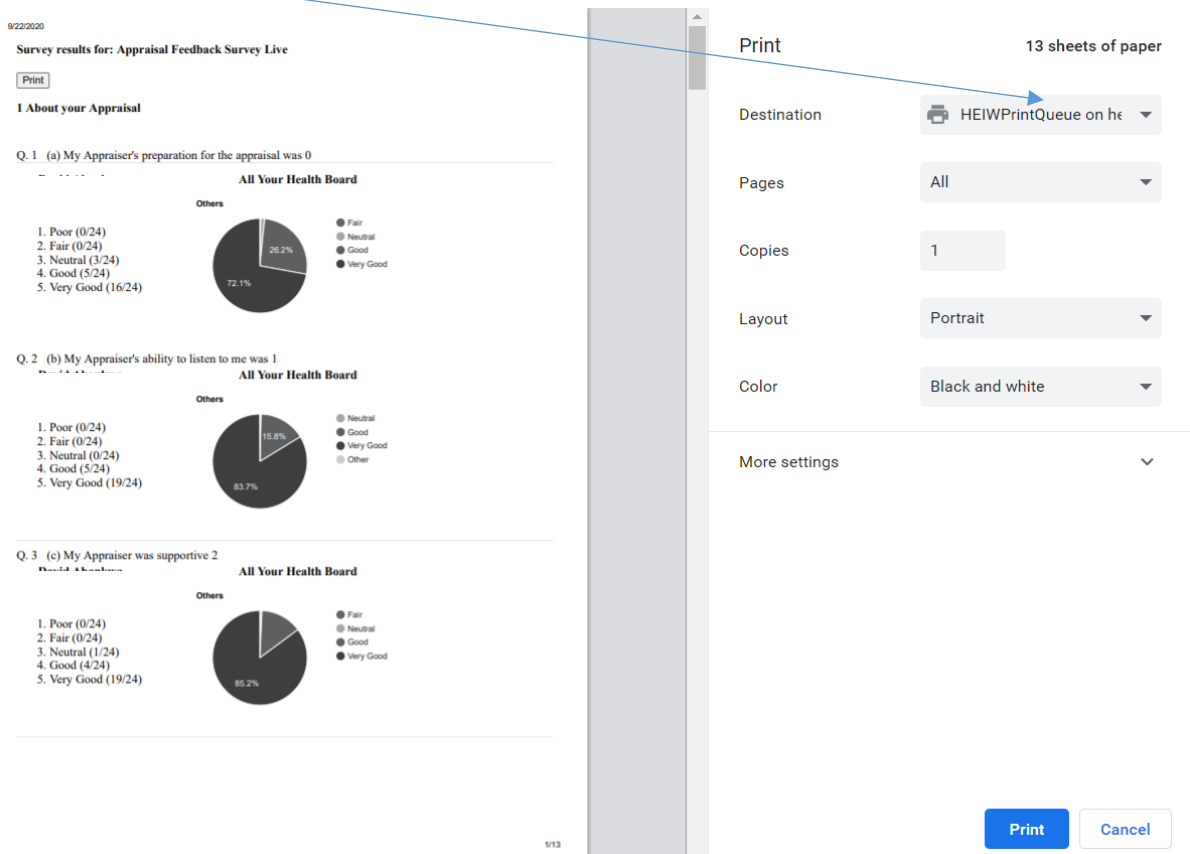 9/22/2020
Survey results for: Appraisal Feedback Survey Live
Print
1 About your Appraisal
Q. 1 (a) My Appraiser's preparation for the appraisal was 0
All Your Health Board
Others
1. Poor (0/24)
2. Fair (0/24)
3. Neutral (3/24)
4. Good (5/24)
5. Very Good (16/24)
26.2%
72.1%
Fair
Neutral
Good
Very Good
Q. 2 (b) My Appraiser's ability to listen to me was 1
All Your Health Board
Others
1. Poor (0/24)
2. Fair (0/24)
3. Neutral (0/24)
4. Good (5/24)
5. Very Good (19/24)
15.8%
83.7%
Neutral
Good
Very Good
Other
Q. 3 (c) My Appraiser was supportive 2
All Your Health Board
Others
1. Poor (0/24)
2. Fair (0/24)
3. Neutral (1/24)
4. Good (4/24)
5. Very Good (19/24)
85.2%
Fair
Neutral
Good
Very Good
1/13
Print 13 sheets of paper
Destination HEIWPrintQueue on he
Pages All
Copies 1
Layout Portrait
Color Black and white
More settings
Print Cancel